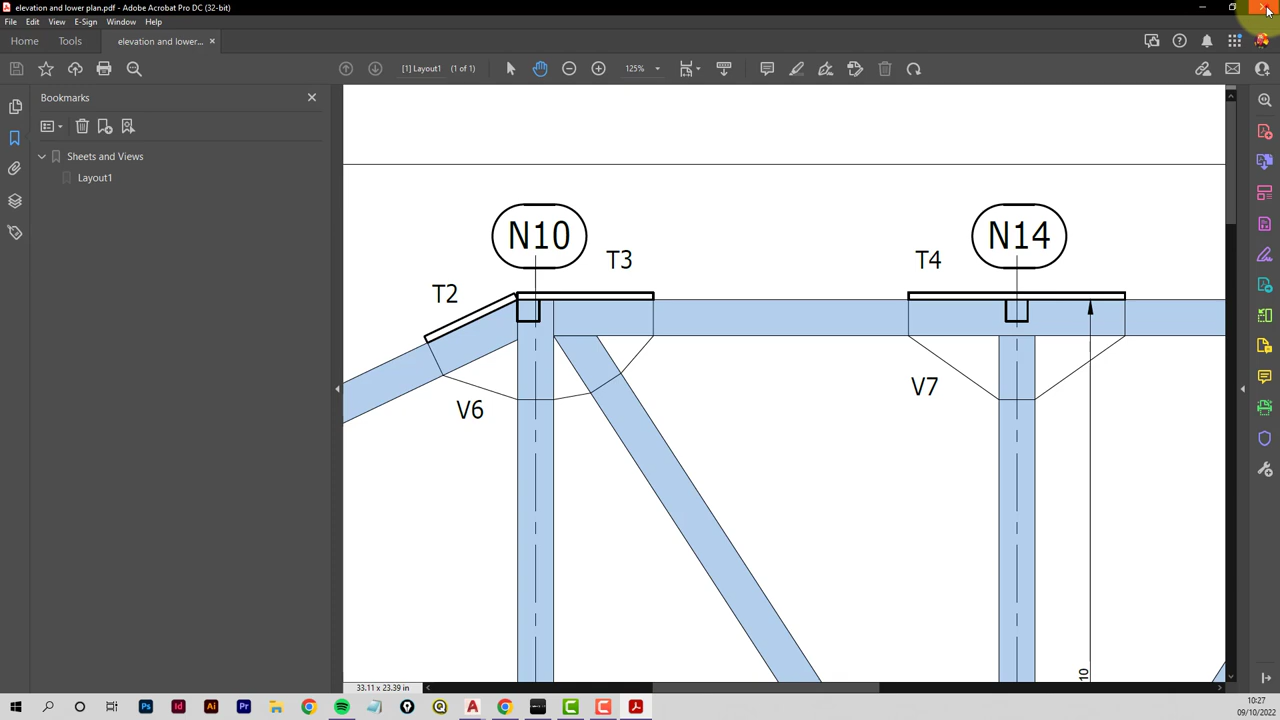 elevation and lower plan.pdf - Adobe Acrobat Pro DC (32-bit)
File Edit View E-Sign Window Help
Home Tools elevation and lower... ×
[1] Layout1 (1 of 1) 125%
Bookmarks
Sheets and Views
Layout1
N10
N14
T3
T4
T2
V7
V6
10
33.11 x 23.39 in
10:27
09/10/2022